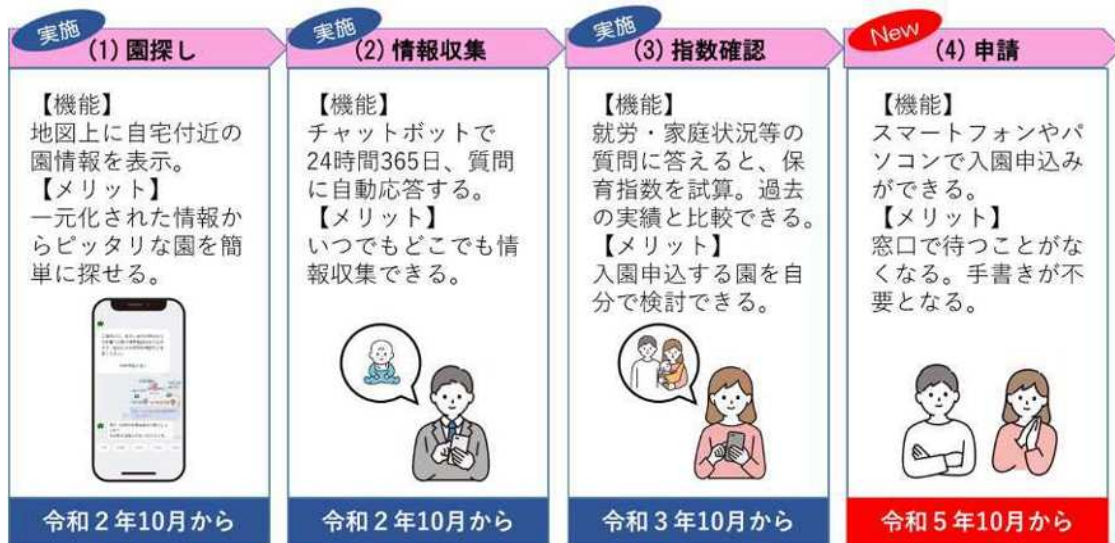 実施
(1) 園探し
【機能】
地図上に自宅付近の
園情報を表示。
【メリット】
一元化された情報か
らピッタリな園を簡
単に探せる。
令和２年10月から
実施
(2) 情報収集
【機能】
チャットボットで
24時間365日、質問
に自動応答する。
【メリット】
いつでもどこでも情
報収集できる。
令和２年10月から
実施
(3) 指数確認
【機能】
就労・家庭状況等の
質問に答えると、保
育指数を試算。過去
の実績と比較できる。
【メリット】
入園申込する園を自
分で検討できる。
令和３年10月から
New
(4) 申請
【機能】
スマートフォンやパ
ソコンで入園申込み
ができる。
【メリット】
窓口で待つことがな
くなる。手書きが不
要となる。
令和５年10月から